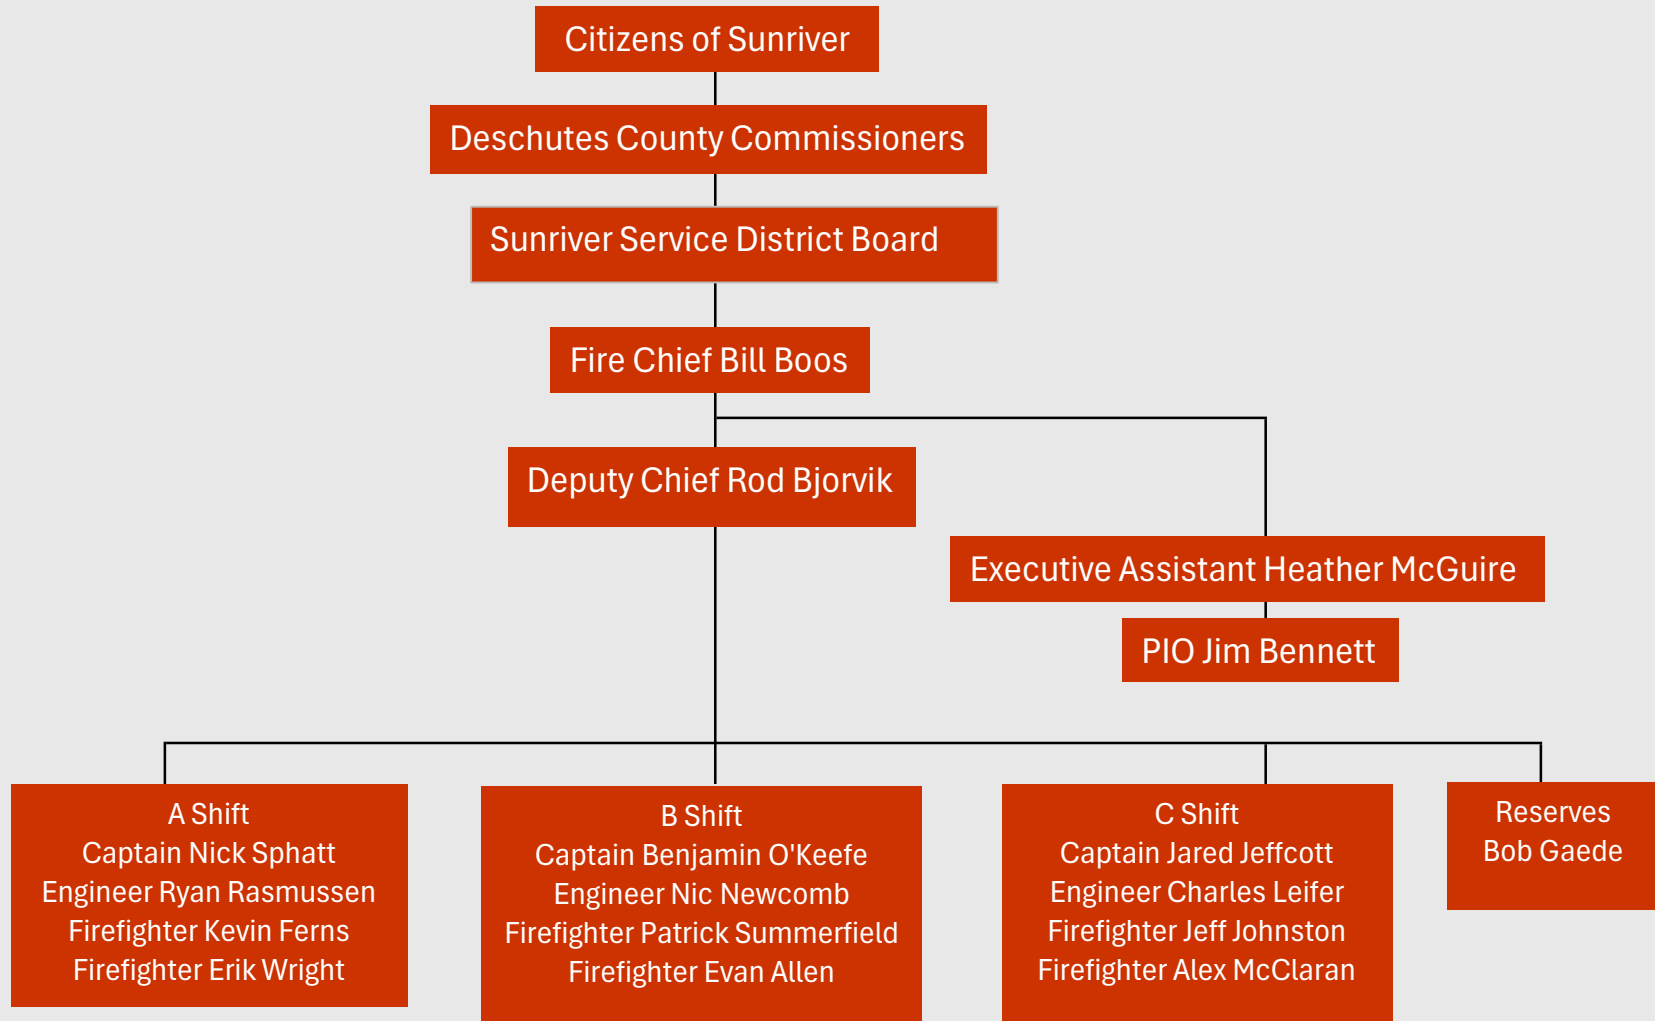 Citizens of Sunriver
Deschutes County Commissioners
Sunriver Service District Board
Fire Chief Bill Boos
Deputy Chief Rod Bjorvik
Executive Assistant Heather McGuire
PIO Jim Bennett
A Shift
Captain Nick Sphatt
Engineer Ryan Rasmussen
Firefighter Kevin Ferns
Firefighter Erik Wright
B Shift
Captain Benjamin O'Keefe
Engineer Nic Newcomb
Firefighter Patrick Summerfield
Firefighter Evan Allen
C Shift
Captain Jared Jeffcott
Engineer Charles Leifer
Firefighter Jeff Johnston
Firefighter Alex McClaran
Reserves
Bob Gaede